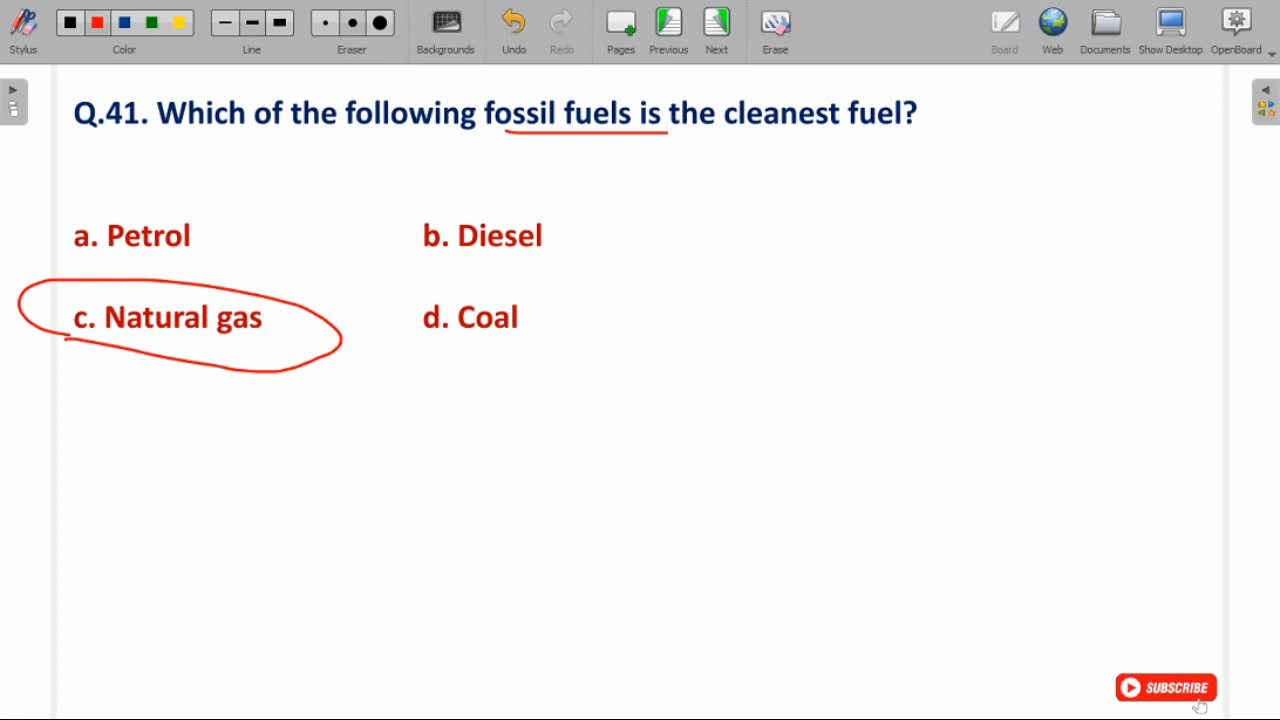 Stylus Color Line Eraser Backgrounds Undo Redo Pages Previous Next Erase Board Web Documents Show Desktop OpenBoard
Q.41. Which of the following fossil fuels is the cleanest fuel?
a. Petrol b. Diesel
c. Natural gas d. Coal
SUBSCRIBE